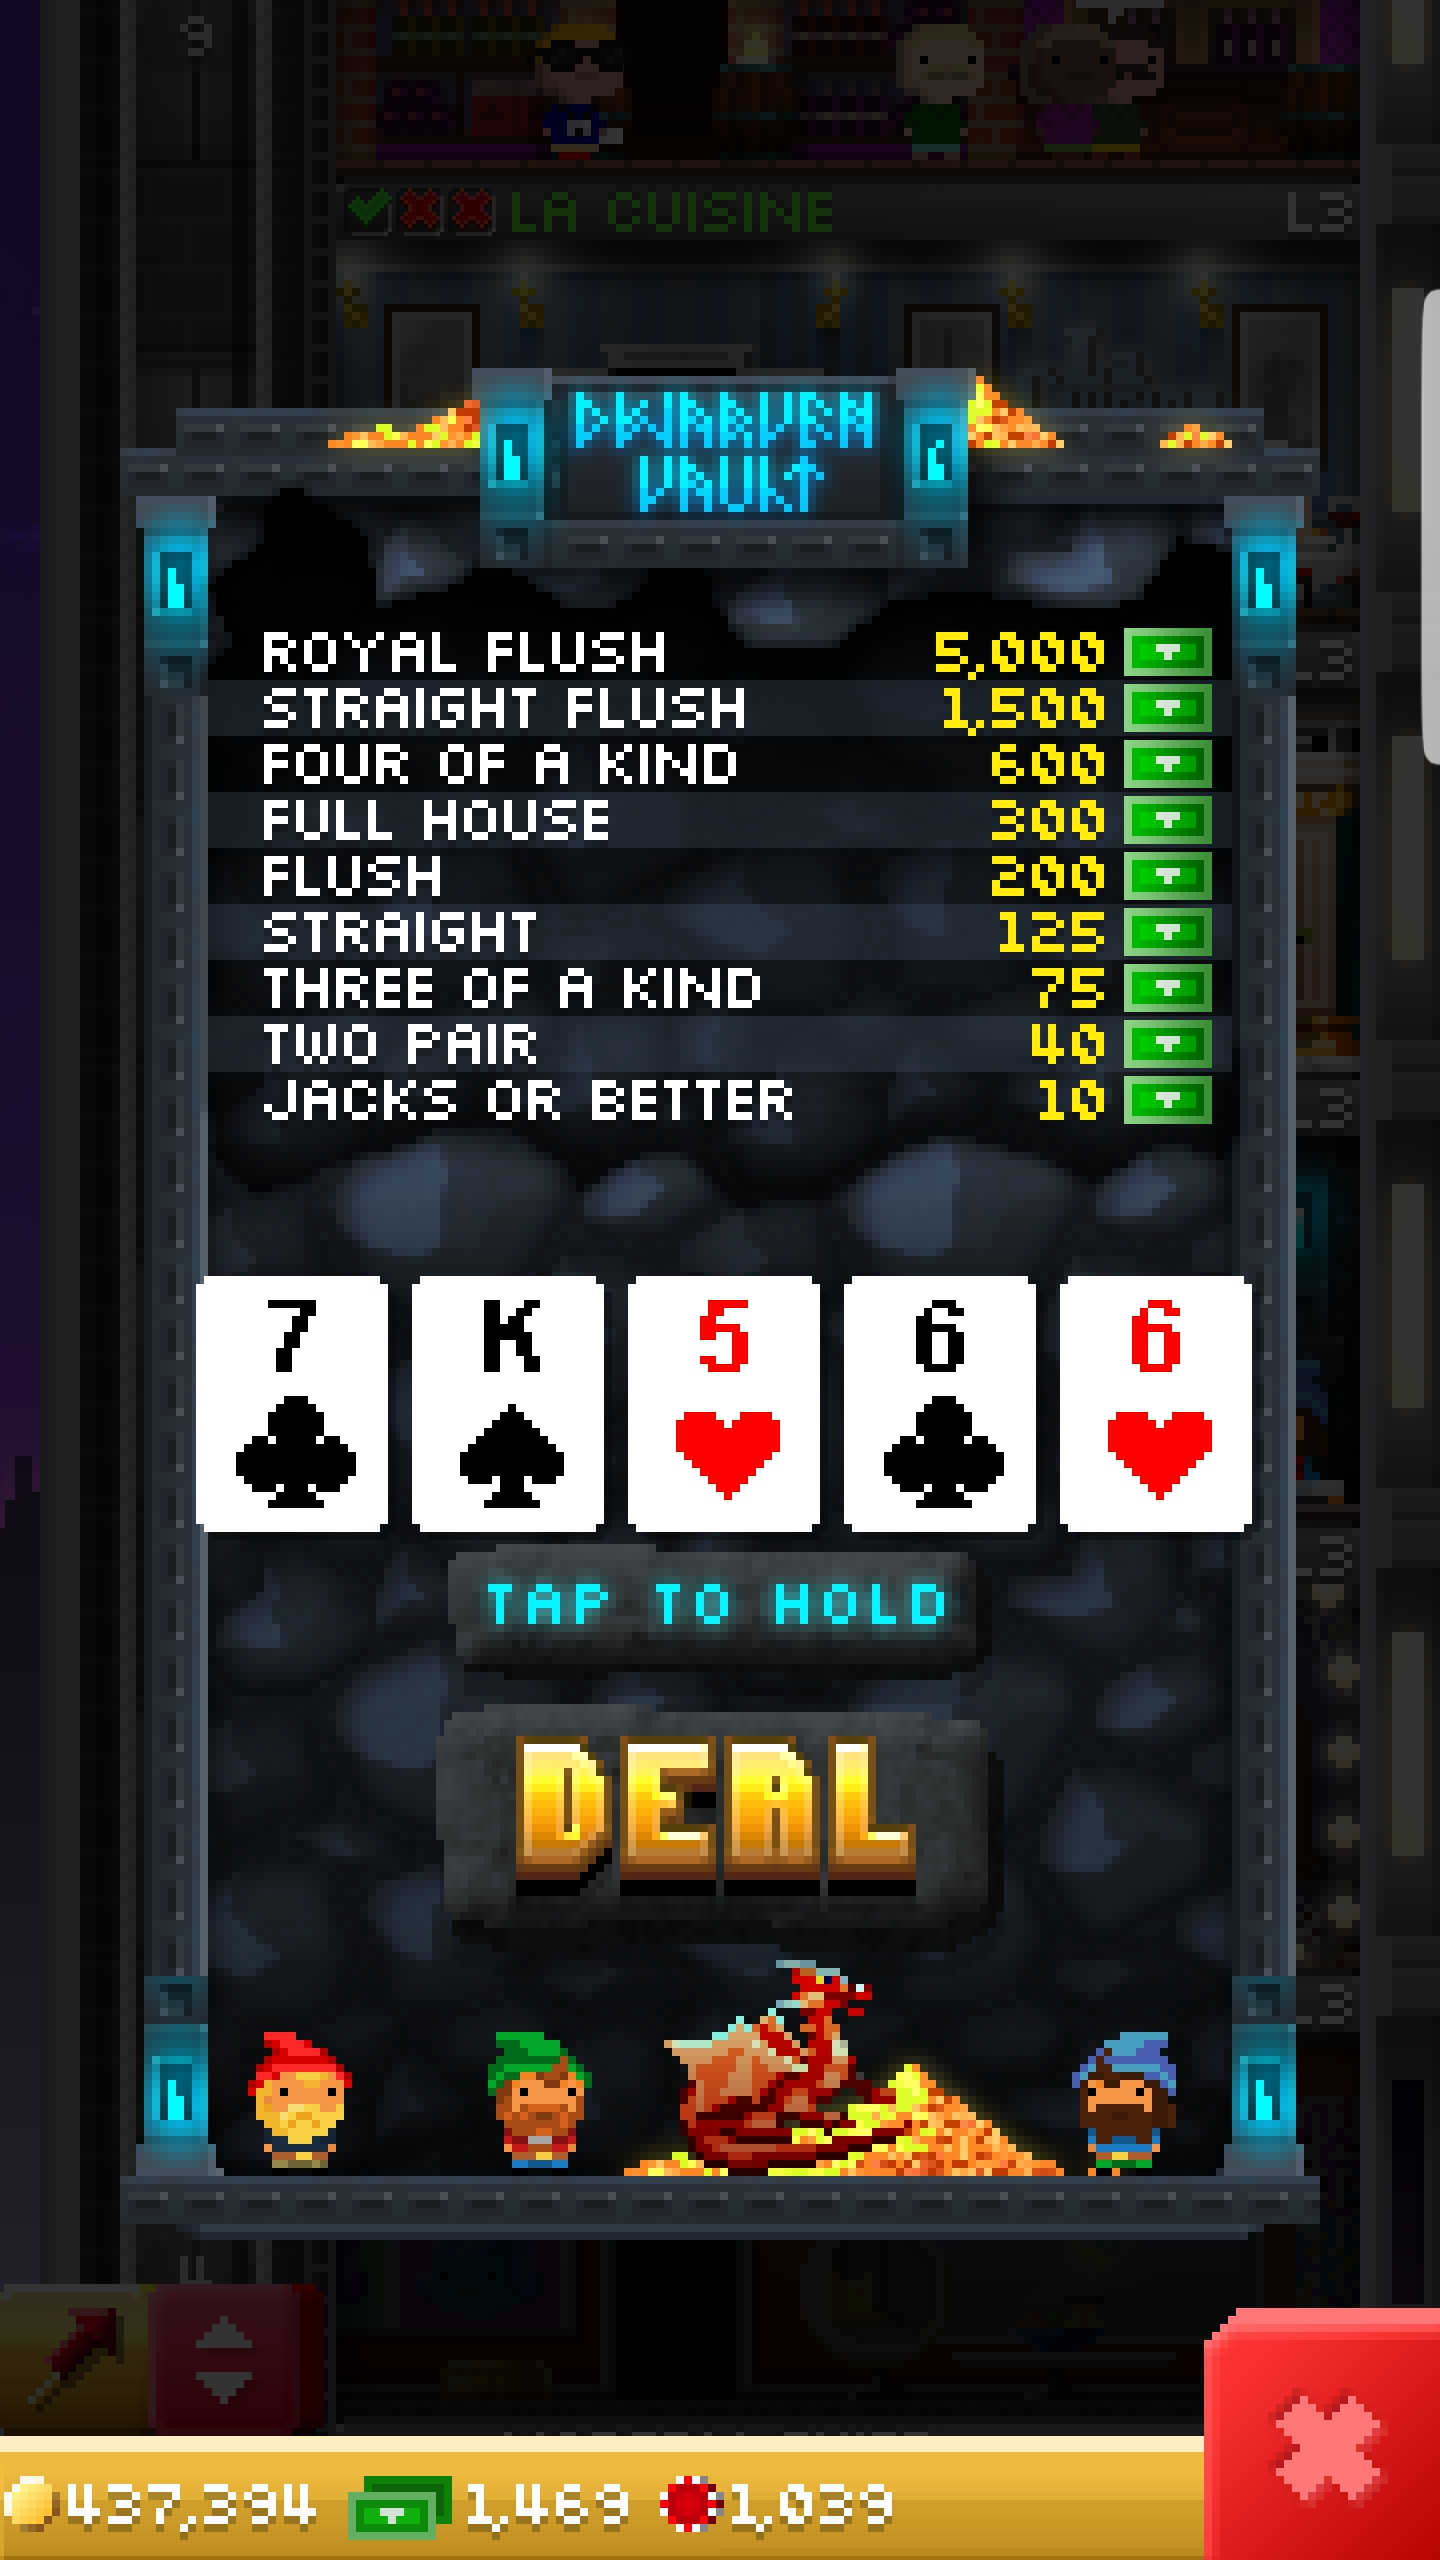 9
LA CUISINE L3
DWARVEN
VAULT
ROYAL FLUSH 5,000
STRAIGHT FLUSH 1,500
FOUR OF A KIND 600
FULL HOUSE 300
FLUSH 200
STRAIGHT 125
THREE OF A KIND 75
TWO PAIR 40
JACKS OR BETTER 10
7 K 5 6 6
TAP TO HOLD
DEAL
437,394 1,469 1,039